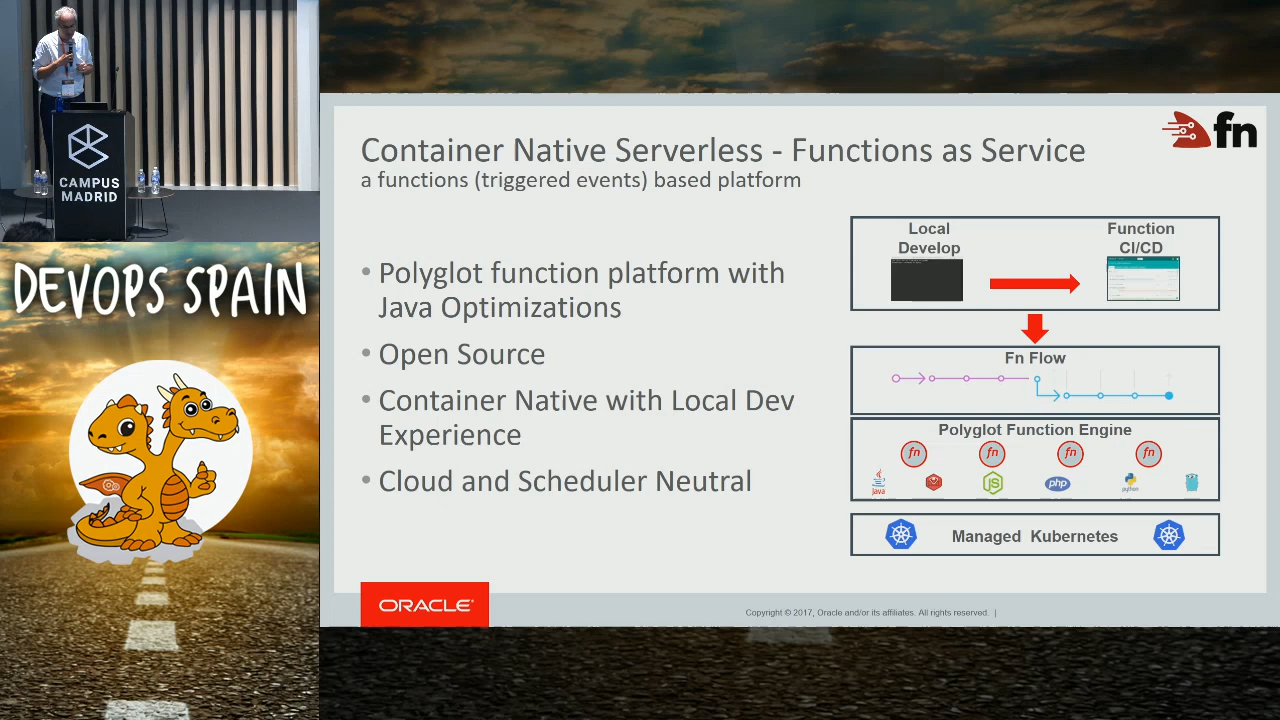 CAMPUS
MADRID
DEVOPS SPAIN
fn
Container Native Serverless - Functions as Service
a functions (triggered events) based platform
• Polyglot function platform with
Java Optimizations
• Open Source
• Container Native with Local Dev
Experience
• Cloud and Scheduler Neutral
Local
Develop
Function
CI/CD
Fn Flow
Polyglot Function Engine
fn fn fn fn
Java JS php python
Managed Kubernetes
ORACLE
Copyright © 2017, Oracle and/or its affiliates. All rights reserved. |